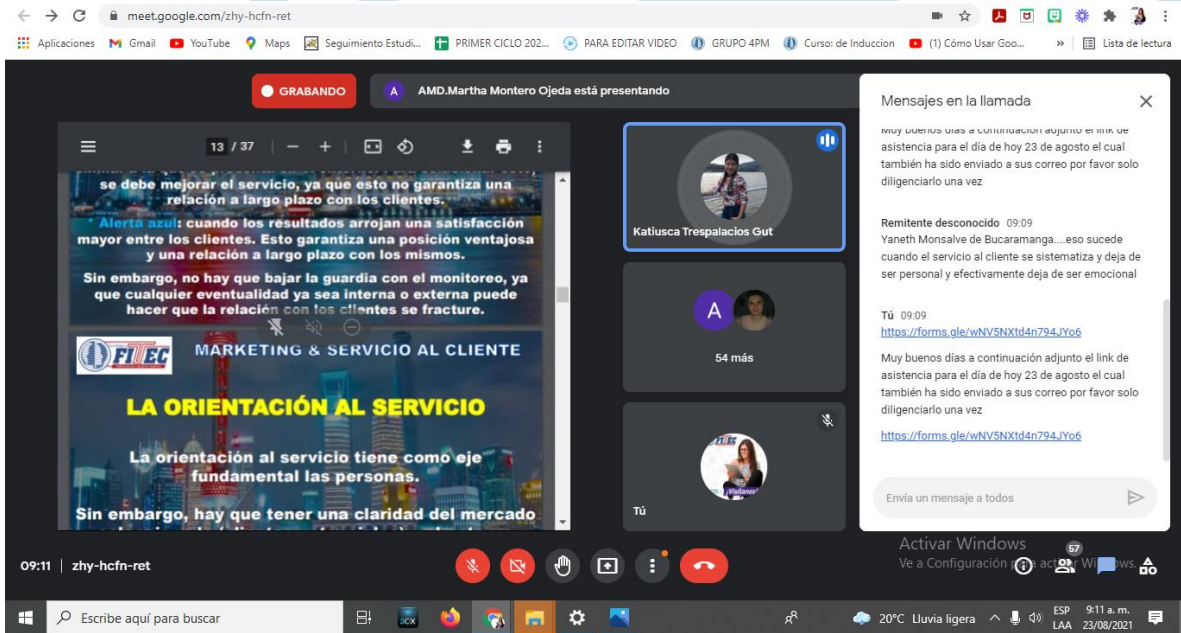 meet.google.com/zhy-hcfn-ret
Aplicaciones
Gmail
YouTube
Maps
Seguimiento Estudi...
PRIMER CICLO 202...
PARA EDITAR VIDEO
GRUPO 4PM
Curso: de Induccion
(1) Cómo Usar Goo...
»
Lista de lectura
GRABANDO
A
AMD.Martha Montero Ojeda está presentando
13 / 37
se debe mejorar el servicio, ya que esto no garantiza una
relación a largo plazo con los clientes.
* Alerta azul: cuando los resultados arrojan una satisfacción
mayor entre los clientes. Esto garantiza una posición ventajosa
y una relación a largo plazo con los mismos.
Sin embargo, no hay que bajar la guardia con el monitoreo, ya
que cualquier eventualidad ya sea interna o externa puede
hacer que la relación con los clientes se fracture.
FITEC
MARKETING & SERVICIO AL CLIENTE
LA ORIENTACIÓN AL SERVICIO
La orientación al servicio tiene como eje
fundamental las personas.
Sin embargo, hay que tener una claridad del mercado
Katiusca Trespalacios Gut
A
54 más
FITEC
¡Visítanos!
Tú
Mensajes en la llamada
Muy buenos días a continuación adjunto el link de
asistencia para el día de hoy 23 de agosto el cual
también ha sido enviado a sus correo por favor solo
diligenciarlo una vez
Remitente desconocido 09:09
Yaneth Monsalve de Bucaramanga....eso sucede
cuando el servicio al cliente se sistematiza y deja de
ser personal y efectivamente deja de ser emocional
Tú 09:09
https://forms.gle/wNV5NXtd4n794JYo6
Muy buenos días a continuación adjunto el link de
asistencia para el día de hoy 23 de agosto el cual
también ha sido enviado a sus correo por favor solo
diligenciarlo una vez
https://forms.gle/wNV5NXtd4n794JYo6
Envía un mensaje a todos
Activar Windows
Ve a Configuración para activar Windows.
57
09:11 | zhy-hcfn-ret
Escribe aquí para buscar
3CX
20°C Lluvia ligera
ESP
LAA
9:11 a. m.
23/08/2021